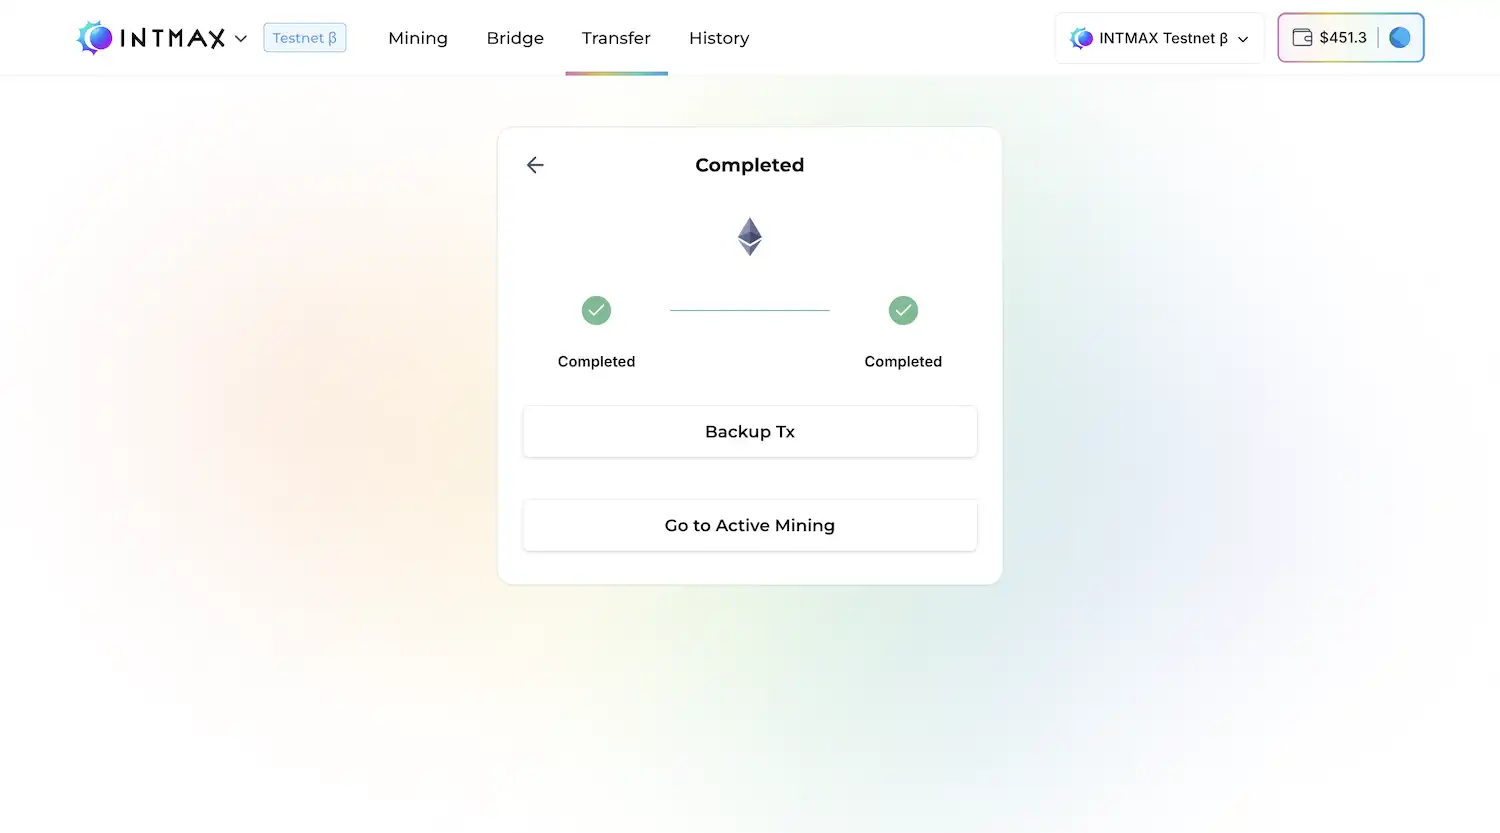 INTMAX Testnet β Mining Bridge Transfer History INTMAX Testnet β $451.3
Completed
Completed Completed
Backup Tx
Go to Active Mining